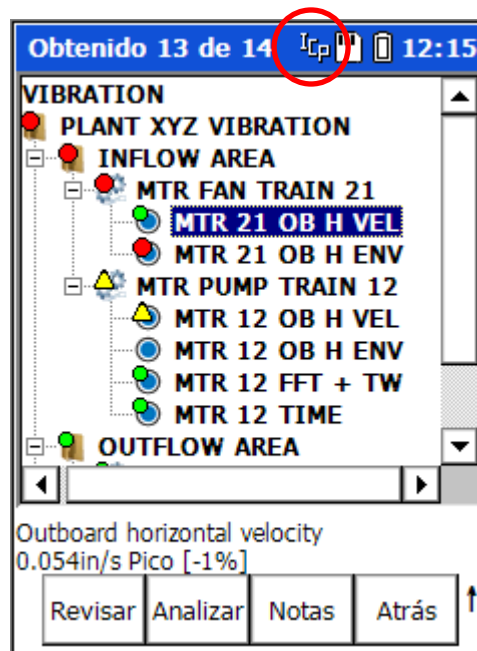 Obtenido 13 de 14 ICP 12:15
VIBRATION
PLANT XYZ VIBRATION
INFLOW AREA
MTR FAN TRAIN 21
MTR 21 OB H VEL
MTR 21 OB H ENV
MTR PUMP TRAIN 12
MTR 12 OB H VEL
MTR 12 OB H ENV
MTR 12 FFT + TW
MTR 12 TIME
OUTFLOW AREA
Outboard horizontal velocity
0.054in/s Pico [-1%]
Revisar Analizar Notas Atrás